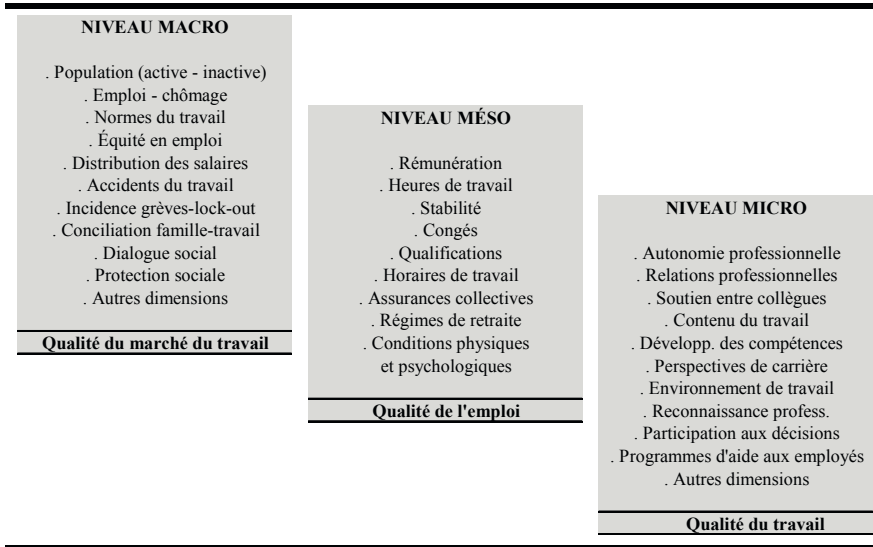 NIVEAU MACRO
. Population (active - inactive)
. Emploi - chômage
. Normes du travail
. Équité en emploi
. Distribution des salaires
. Accidents du travail
. Incidence grèves-lock-out
. Conciliation famille-travail
. Dialogue social
. Protection sociale
. Autres dimensions
Qualité du marché du travail
NIVEAU MÉSO
. Rémunération
. Heures de travail
. Stabilité
. Congés
. Qualifications
. Horaires de travail
. Assurances collectives
. Régimes de retraite
. Conditions physiques
et psychologiques
Qualité de l'emploi
NIVEAU MICRO
. Autonomie professionnelle
. Relations professionnelles
. Soutien entre collègues
. Contenu du travail
. Développ. des compétences
. Perspectives de carrière
. Environnement de travail
. Reconnaissance profess.
. Participation aux décisions
. Programmes d'aide aux employés
. Autres dimensions
Qualité du travail